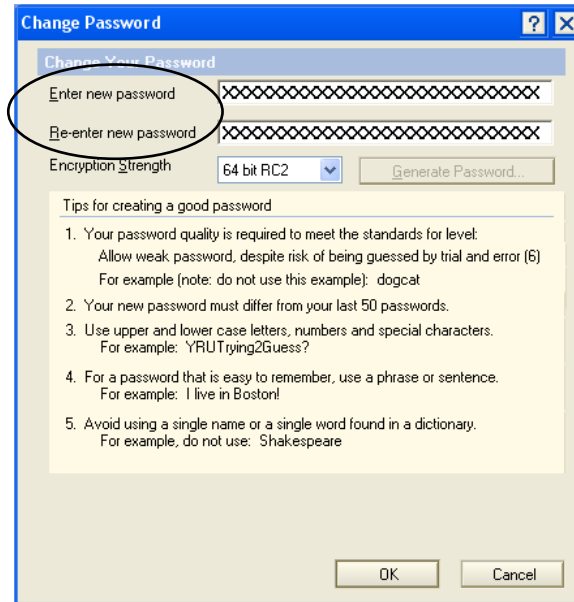 Change Password
?
X
Change Your Password
Enter new password XXXXXXXXXXXXXXXXXXXXXXXXXXXX
Re-enter new password XXXXXXXXXXXXXXXXXXXXXXXXXXXX
Encryption Strength 64 bit RC2 Generate Password...
Tips for creating a good password
1. Your password quality is required to meet the standards for level:
Allow weak password, despite risk of being guessed by trial and error (6)
For example (note: do not use this example): dogcat
2. Your new password must differ from your last 50 passwords.
3. Use upper and lower case letters, numbers and special characters.
For example: YRUTrying2Guess?
4. For a password that is easy to remember, use a phrase or sentence.
For example: I live in Boston!
5. Avoid using a single name or a single word found in a dictionary.
For example, do not use: Shakespeare
OK Cancel